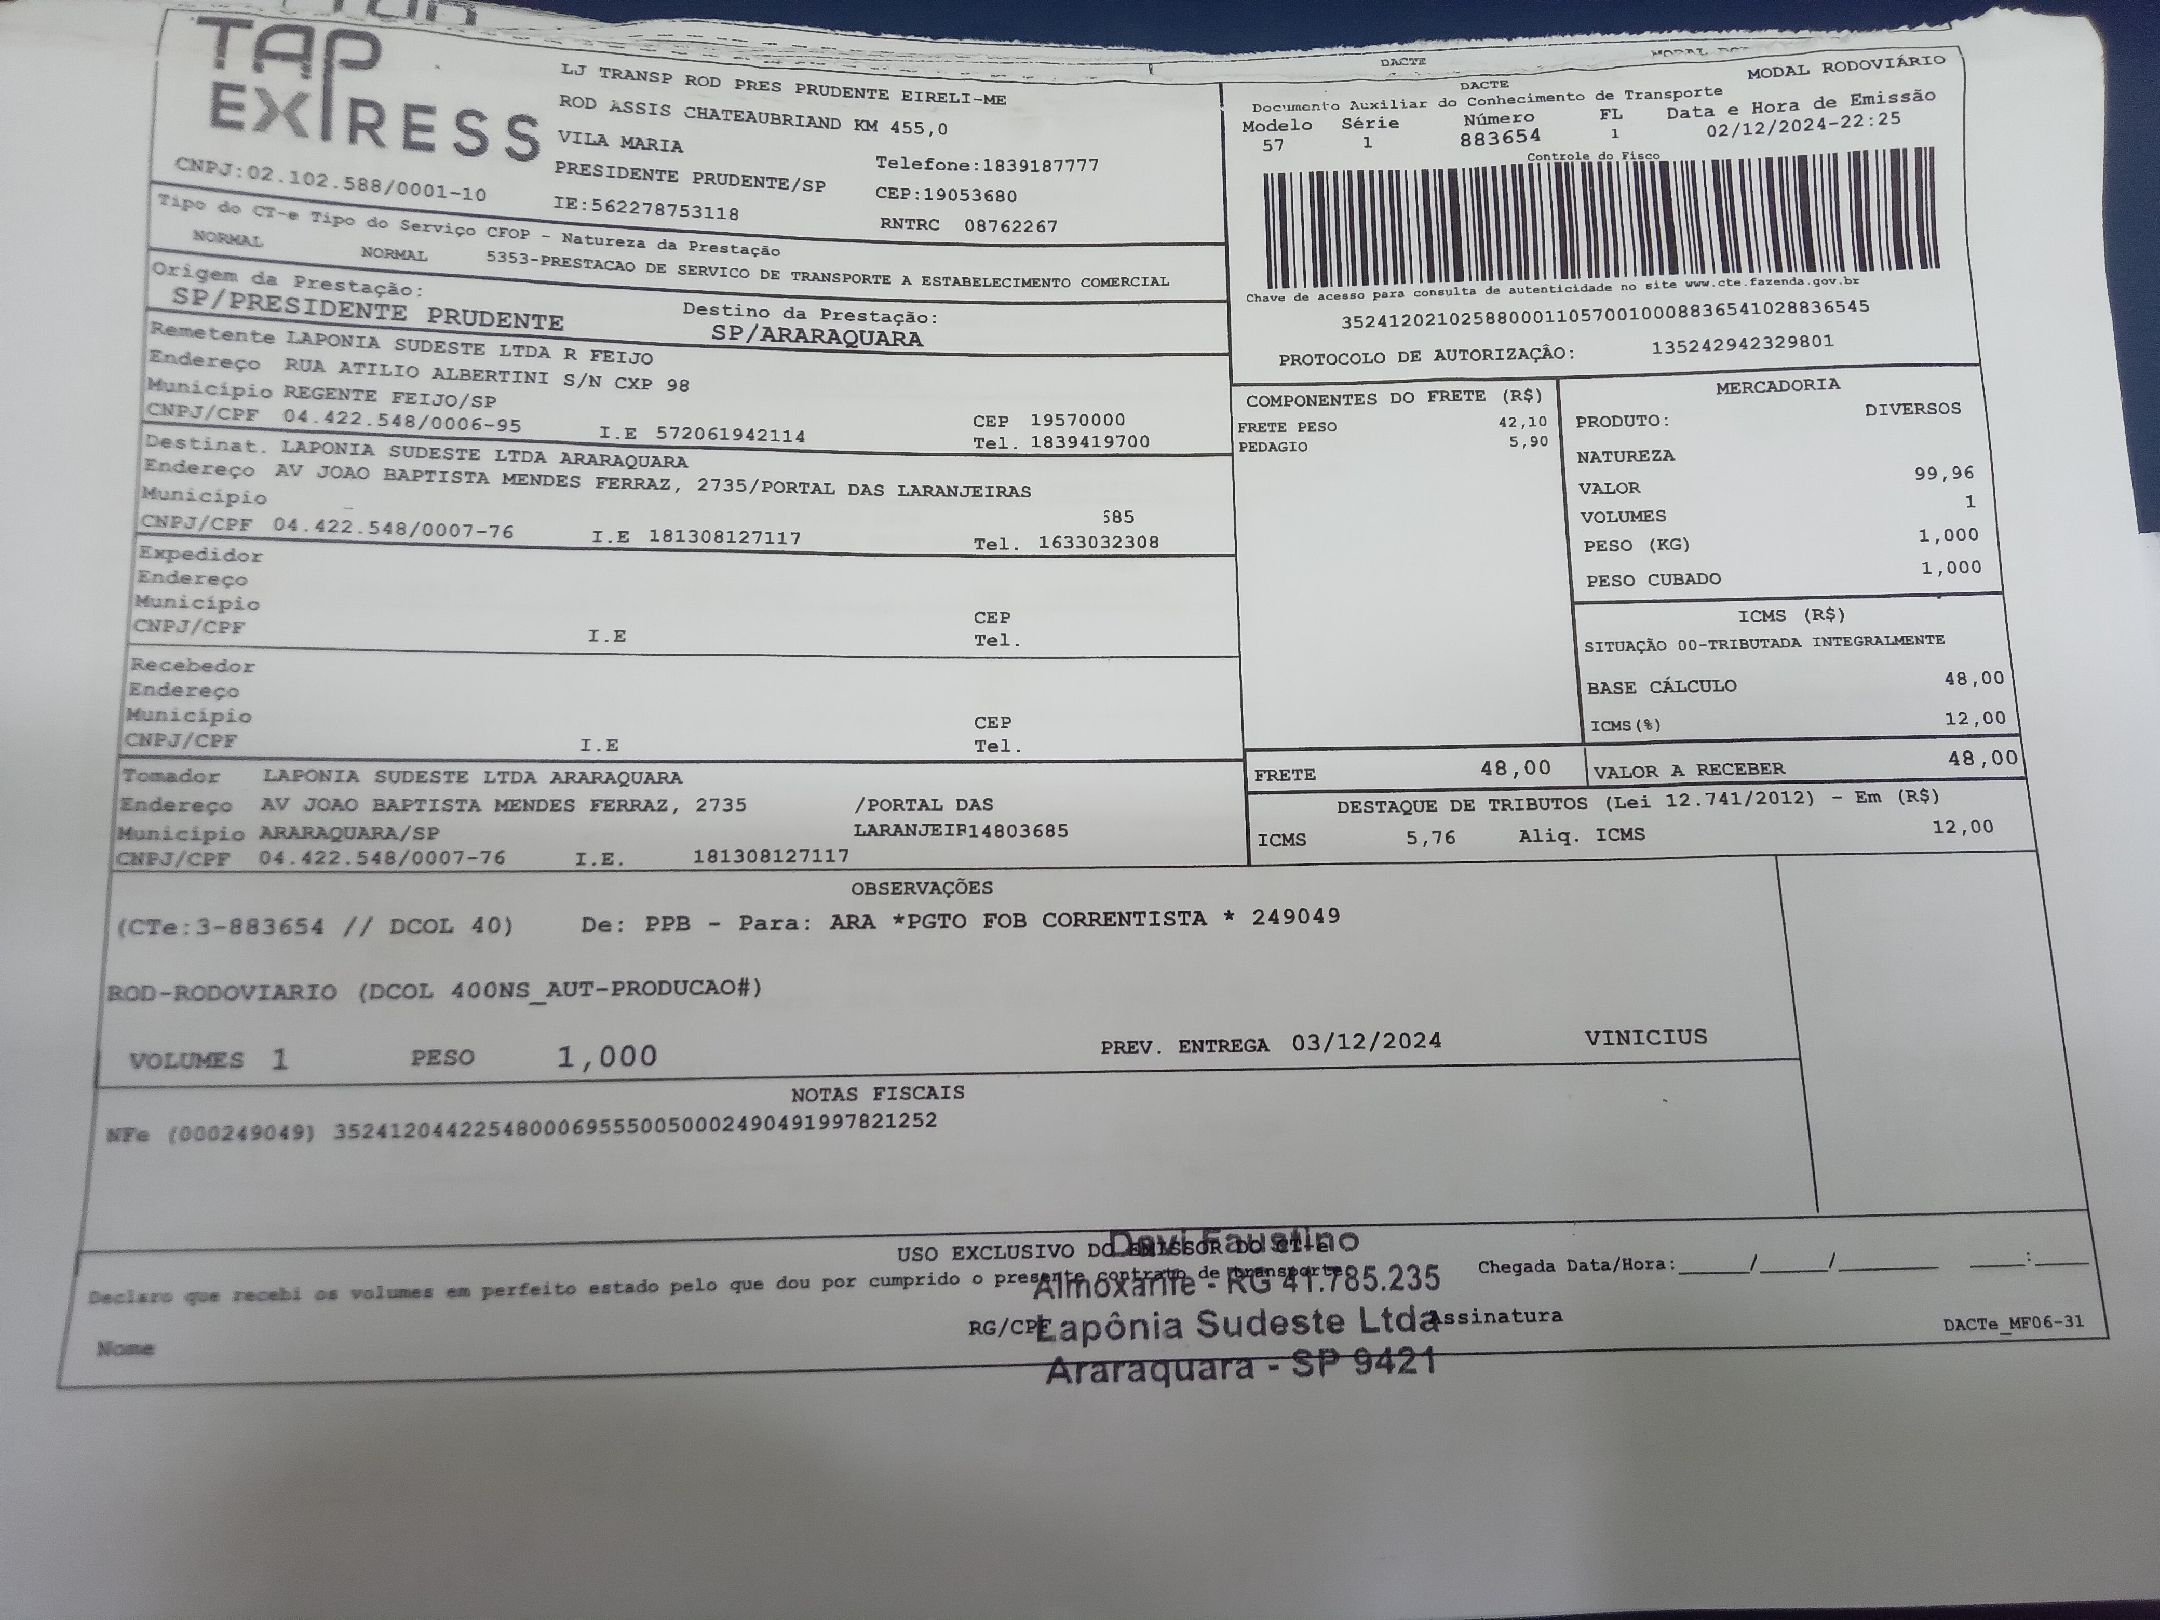 DACTE
TAP
EXPRESS
CNPJ:02.102.588/0001-10
LJ TRANSP ROD PRES PRUDENTE EIRELI-ME
ROD ASSIS CHATEAUBRIAND KM 455,0
VILA MARIA
PRESIDENTE PRUDENTE/SP
IE:562278753118
Telefone:1839187777
CEP:19053680
RNTRC 08762267
DACTE
MODAL RODOVIÁRIO
Documento Auxiliar do Conhecimento de Transporte
Modelo Série Número FL Data e Hora de Emissão
57 1 883654 1 02/12/2024-22:25
Controle do Fisco
Chave de acesso para consulta de autenticidade no site www.cte.fazenda.gov.br
35241202102588000110570010008836541028836545
PROTOCOLO DE AUTORIZAÇÃO: 135242942329801
Tipo do CT-e Tipo do Serviço CFOP - Natureza da Prestação
NORMAL NORMAL 5353-PRESTACAO DE SERVICO DE TRANSPORTE A ESTABELECIMENTO COMERCIAL
Origem da Prestação: Destino da Prestação:
SP/PRESIDENTE PRUDENTE SP/ARARAQUARA
Remetente LAPONIA SUDESTE LTDA R FEIJO
Endereço RUA ATILIO ALBERTINI S/N CXP 98
Município REGENTE FEIJO/SP CEP 19570000
CNPJ/CPF 04.422.548/0006-95 I.E 572061942114 Tel. 1839419700
Destinat. LAPONIA SUDESTE LTDA ARARAQUARA
Endereço AV JOAO BAPTISTA MENDES FERRAZ, 2735/PORTAL DAS LARANJEIRAS
Município 585
CNPJ/CPF 04.422.548/0007-76 I.E 181308127117 Tel. 1633032308
Expedidor
Endereço
Município CEP
CNPJ/CPF I.E Tel.
Recebedor
Endereço
Município CEP
CNPJ/CPF I.E Tel.
Tomador LAPONIA SUDESTE LTDA ARARAQUARA
Endereço AV JOAO BAPTISTA MENDES FERRAZ, 2735 /PORTAL DAS
Município ARARAQUARA/SP LARANJEIR14803685
CNPJ/CPF 04.422.548/0007-76 I.E. 181308127117
COMPONENTES DO FRETE (R$)
FRETE PESO 42,10
PEDAGIO 5,90
MERCADORIA
PRODUTO: DIVERSOS
NATUREZA
VALOR 99,96
VOLUMES 1
PESO (KG) 1,000
PESO CUBADO 1,000
ICMS (R$)
SITUAÇÃO 00-TRIBUTADA INTEGRALMENTE
BASE CÁLCULO 48,00
ICMS(%) 12,00
FRETE 48,00 VALOR A RECEBER 48,00
DESTAQUE DE TRIBUTOS (Lei 12.741/2012) - Em (R$)
ICMS 5,76 Aliq. ICMS 12,00
OBSERVAÇÕES
(CTe:3-883654 // DCOL 40) De: PPB - Para: ARA *PGTO FOB CORRENTISTA * 249049
ROD-RODOVIARIO (DCOL 400NS_AUT-PRODUCAO#)
VOLUMES 1 PESO 1,000 PREV. ENTREGA 03/12/2024 VINICIUS
NOTAS FISCAIS
NFe (000249049) 35241204422548000695550050002490491997821252
USO EXCLUSIVO DO EMISSOR DO CT-e
Declaro que recebi os volumes em perfeito estado pelo que dou por cumprido o presente contrato de transporte
Chegada Data/Hora:____/____/______ ___:___
Nome RG/CPF Assinatura DACTe_MF06-31
Davi Faustino
Almoxarife - RG 41.785.235
Lapônia Sudeste Ltda
Araraquara - SP 9421